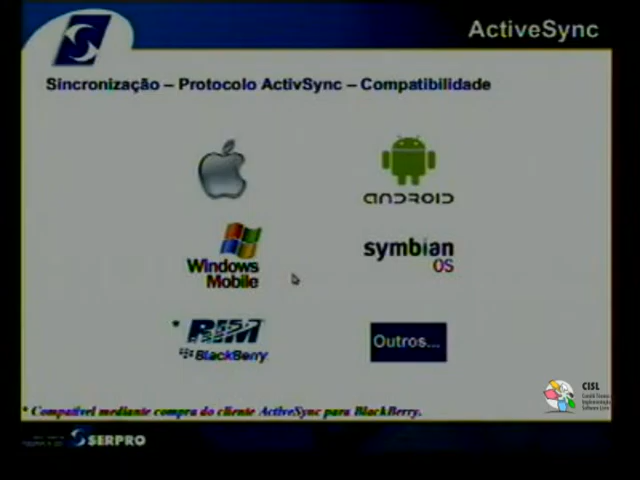 ActiveSync
Sincronização – Protocolo ActivSync – Compatibilidade
ANDROID
Windows
Mobile
symbian
OS
* RIM
BlackBerry
Outros...
CISL
* Compatível mediante compra do cliente ActiveSync para BlackBerry.
SERPRO